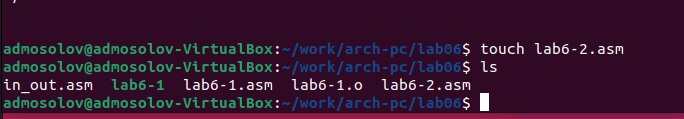 admosolov@admosolov-VirtualBox:~/work/arch-pc/lab06$ touch lab6-2.asm
admosolov@admosolov-VirtualBox:~/work/arch-pc/lab06$ ls
in_out.asm  lab6-1  lab6-1.asm  lab6-1.o  lab6-2.asm
admosolov@admosolov-VirtualBox:~/work/arch-pc/lab06$